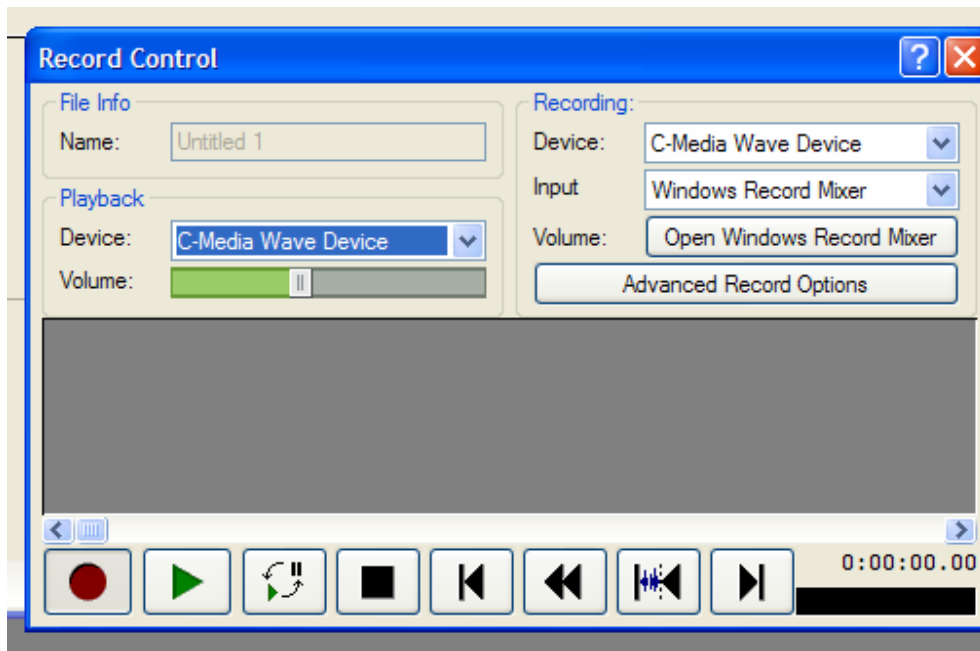 Record Control
File Info
Name: Untitled 1
Playback
Device: C-Media Wave Device
Volume:
Recording:
Device: C-Media Wave Device
Input Windows Record Mixer
Volume: Open Windows Record Mixer
Advanced Record Options
0:00:00.00